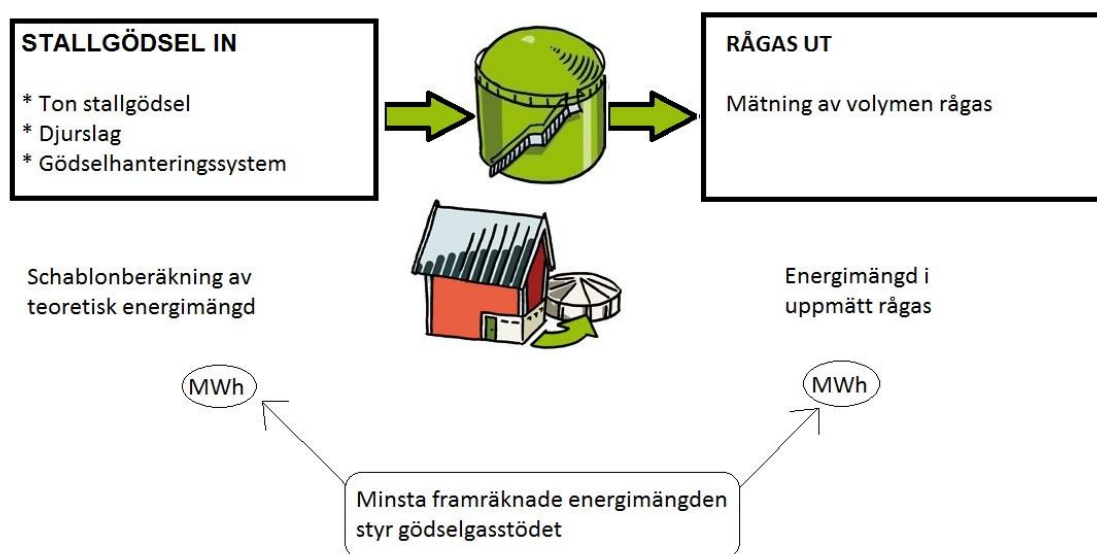 STALLGÖDSEL IN
* Ton stallgödsel
* Djurslag
* Gödselhanteringssystem
RÅGAS UT
Mätning av volymen rågas
Schablonberäkning av
teoretisk energimängd
Energimängd i
uppmätt rågas
MWh
MWh
Minsta framräknade energimängden
styr gödselgasstödet